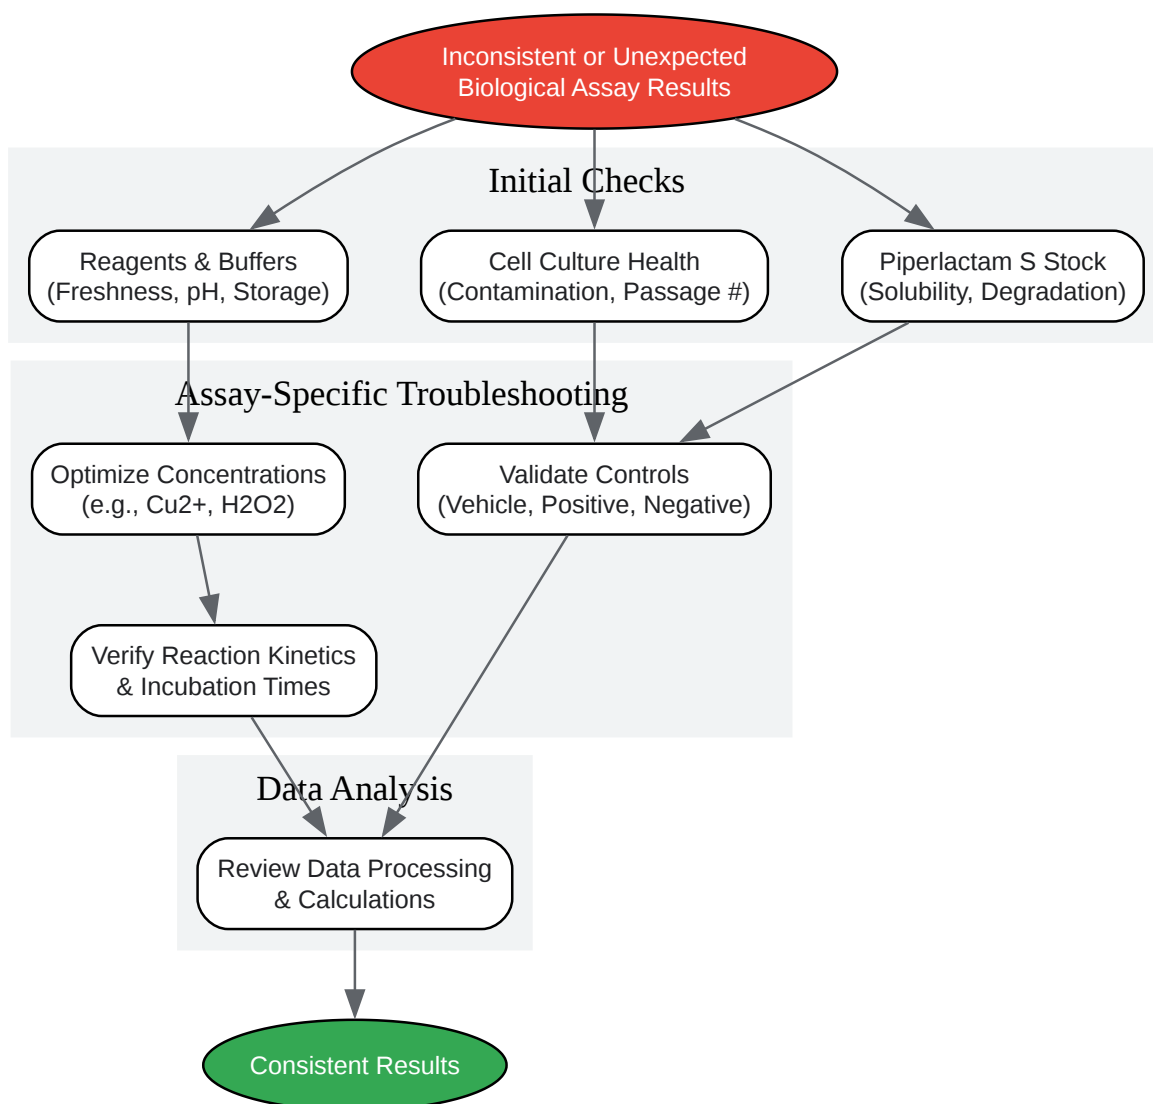 Inconsistent or Unexpected
Biological Assay Results
Initial Checks
Reagents & Buffers
(Freshness, pH, Storage)
Cell Culture Health
(Contamination, Passage #)
Piperlactam S Stock
(Solubility, Degradation)
Assay-Specific Troubleshooting
Optimize Concentrations
(e.g., Cu2+, H2O2)
Validate Controls
(Vehicle, Positive, Negative)
Verify Reaction Kinetics
& Incubation Times
Data Analysis
Review Data Processing
& Calculations
Consistent Results